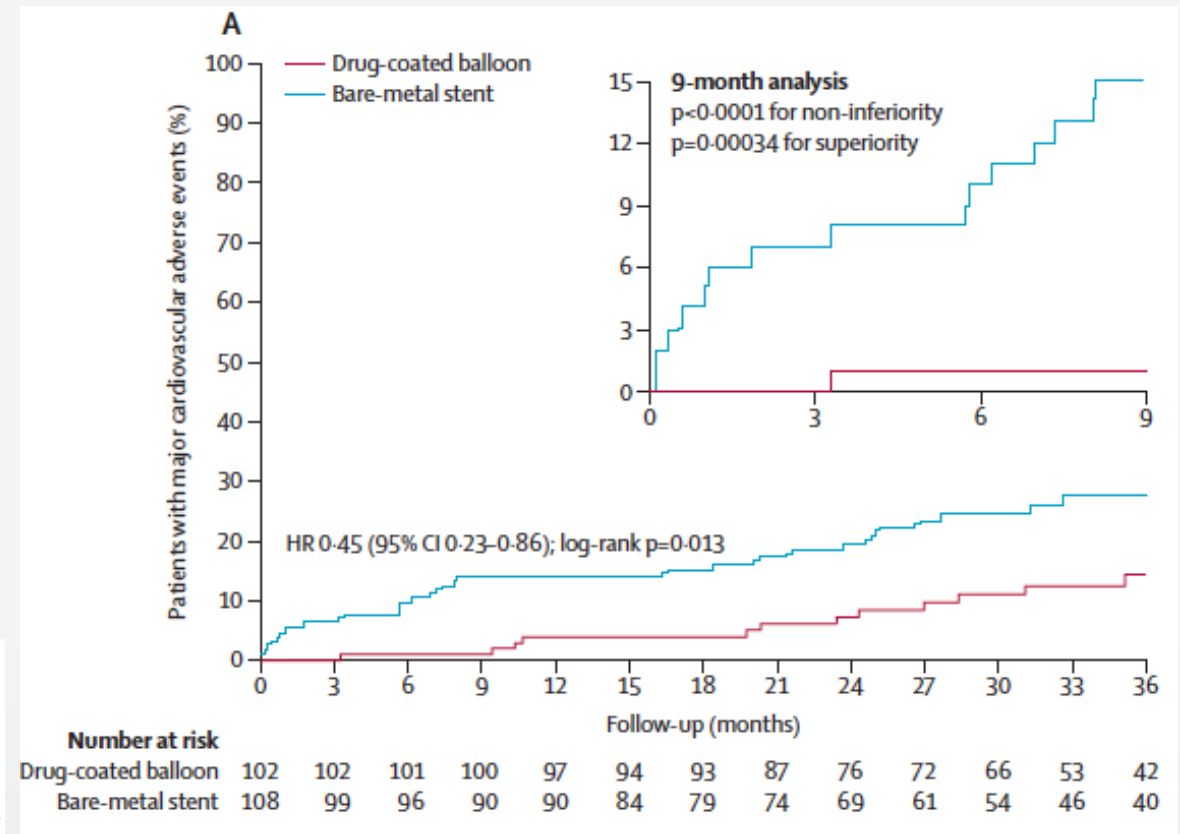 A
Drug-coated balloon
Bare-metal stent
Patients with major cardiovascular adverse events (%)
100
90
80
70
60
50
40
30
20
10
0
HR 0·45 (95% CI 0·23–0·86); log-rank p=0·013
9-month analysis
p<0·0001 for non-inferiority
p=0·00034 for superiority
15
12
9
6
3
0
0 3 6 9
0 3 6 9 12 15 18 21 24 27 30 33 36
Follow-up (months)
Number at risk
Drug-coated balloon 102 102 101 100 97 94 93 87 76 72 66 53 42
Bare-metal stent 108 99 96 90 90 84 79 74 69 61 54 46 40